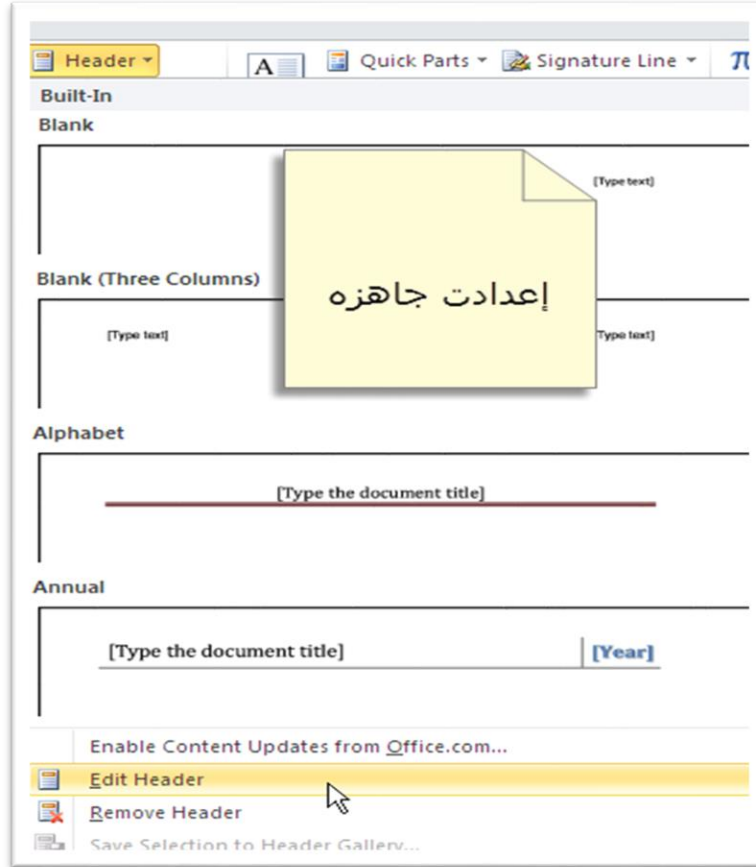 Header
A
Quick Parts
Signature Line
π
Built-In
Blank
[Type text]
Blank (Three Columns)
إعدادت جاهزه
[Type text]
Type text]
Alphabet
[Type the document title]
Annual
[Type the document title]
[Year]
Enable Content Updates from Office.com...
Edit Header
Remove Header
Save Selection to Header Gallery...